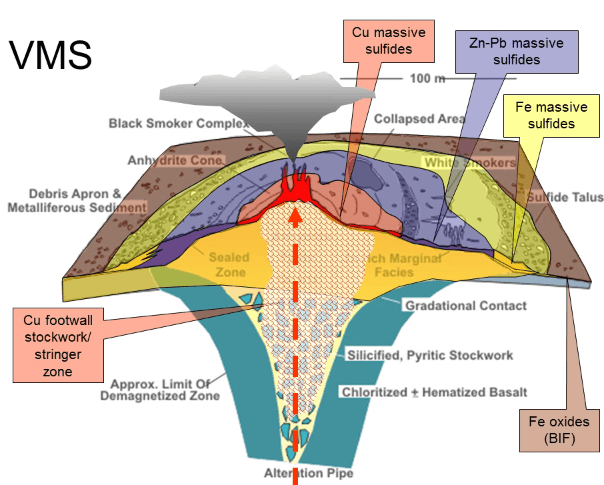 VMS
Cu massive
sulfides
Zn-Pb massive
sulfides
100 m
Fe massive
sulfides
Black Smoker Complex
Collapsed Area
Anhydrite Cone
White Smokers
Debris Apron &
Metalliferous Sediment
Sulfide Talus
Sealed
Zone
ich Marginal
Facies
Cu footwall
stockwork/
stringer
zone
Gradational Contact
Silicified, Pyritic Stockwork
Approx. Limit Of
Demagnetized Zone
Chloritized ± Hematized Basalt
Fe oxides
(BIF)
Alteration Pipe